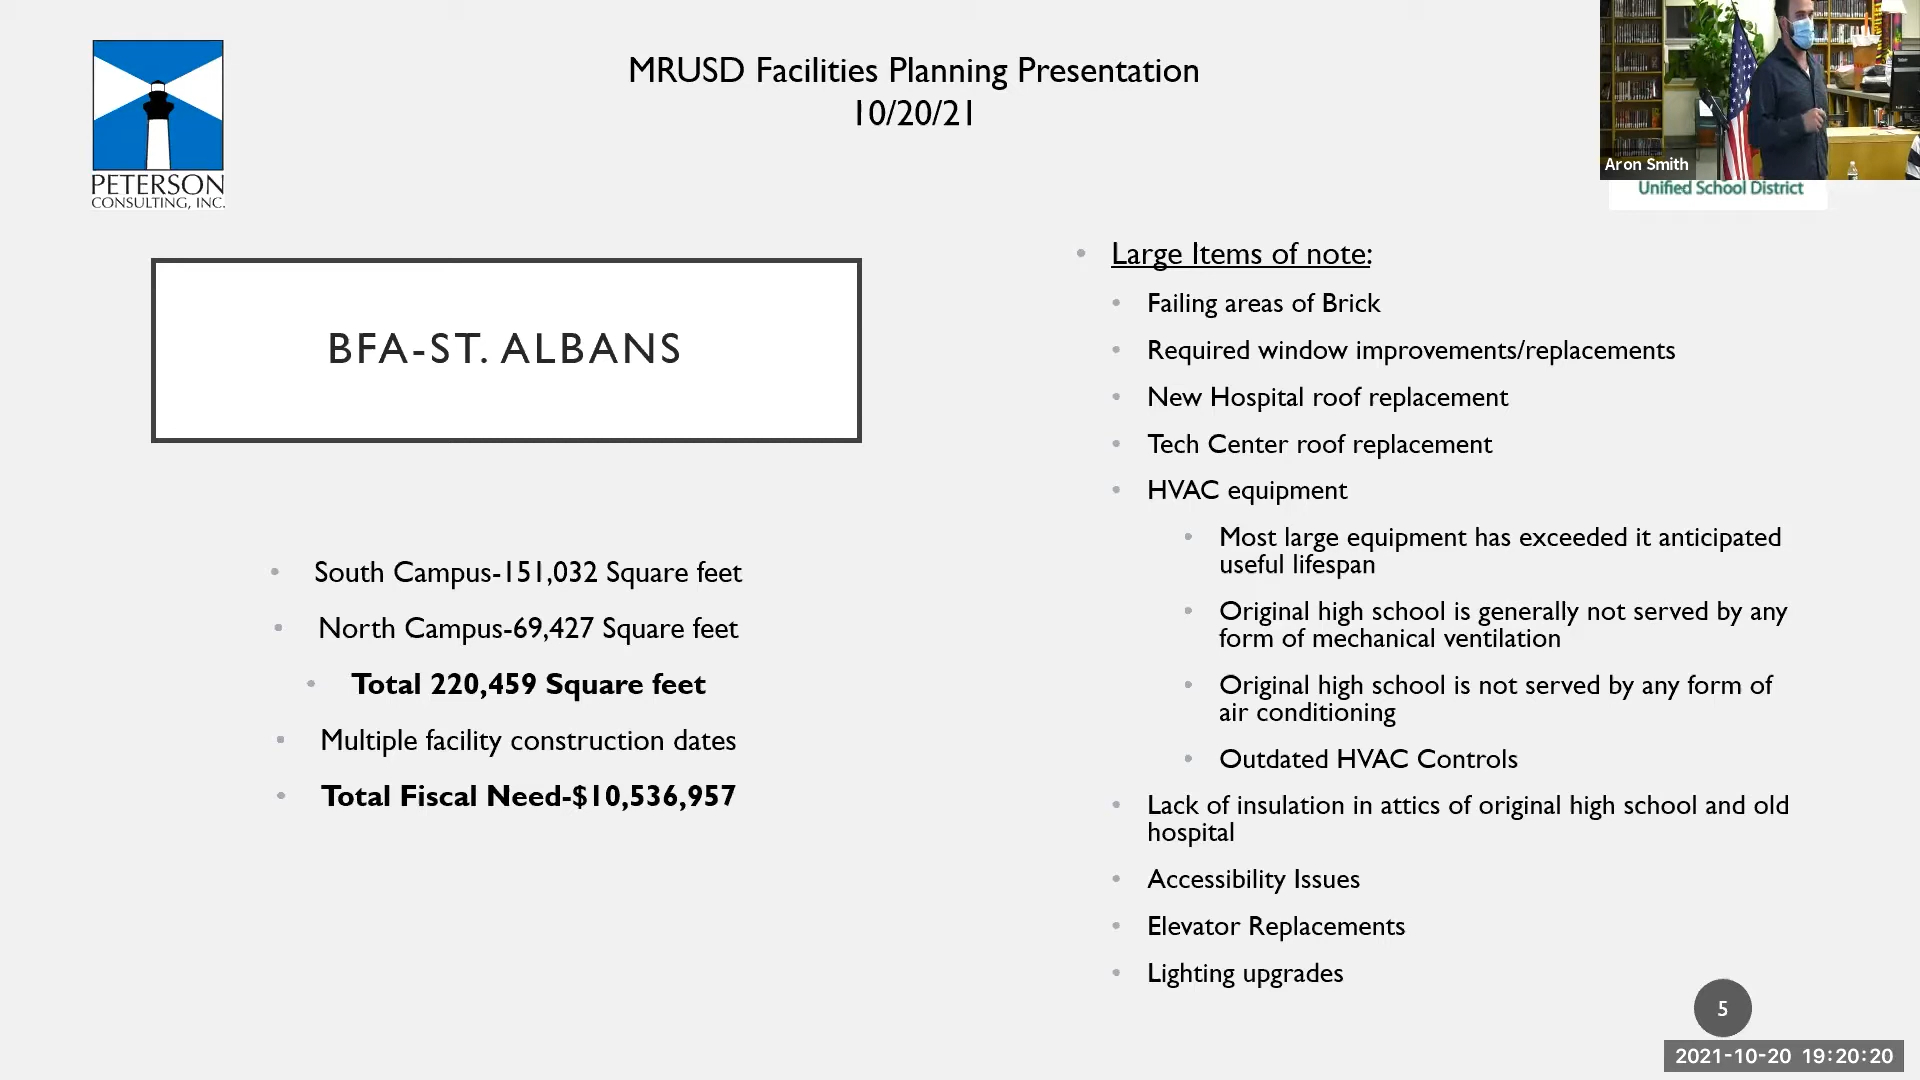 MRUSD Facilities Planning Presentation
10/20/21
PETERSON
CONSULTING, INC.
Aron Smith
Unified School District
BFA-ST. ALBANS
South Campus-151,032 Square feet
North Campus-69,427 Square feet
Total 220,459 Square feet
Multiple facility construction dates
Total Fiscal Need-$10,536,957
Large Items of note:
Failing areas of Brick
Required window improvements/replacements
New Hospital roof replacement
Tech Center roof replacement
HVAC equipment
Most large equipment has exceeded it anticipated
useful lifespan
Original high school is generally not served by any
form of mechanical ventilation
Original high school is not served by any form of
air conditioning
Outdated HVAC Controls
Lack of insulation in attics of original high school and old
hospital
Accessibility Issues
Elevator Replacements
Lighting upgrades
5
2021-10-20 19:20:20